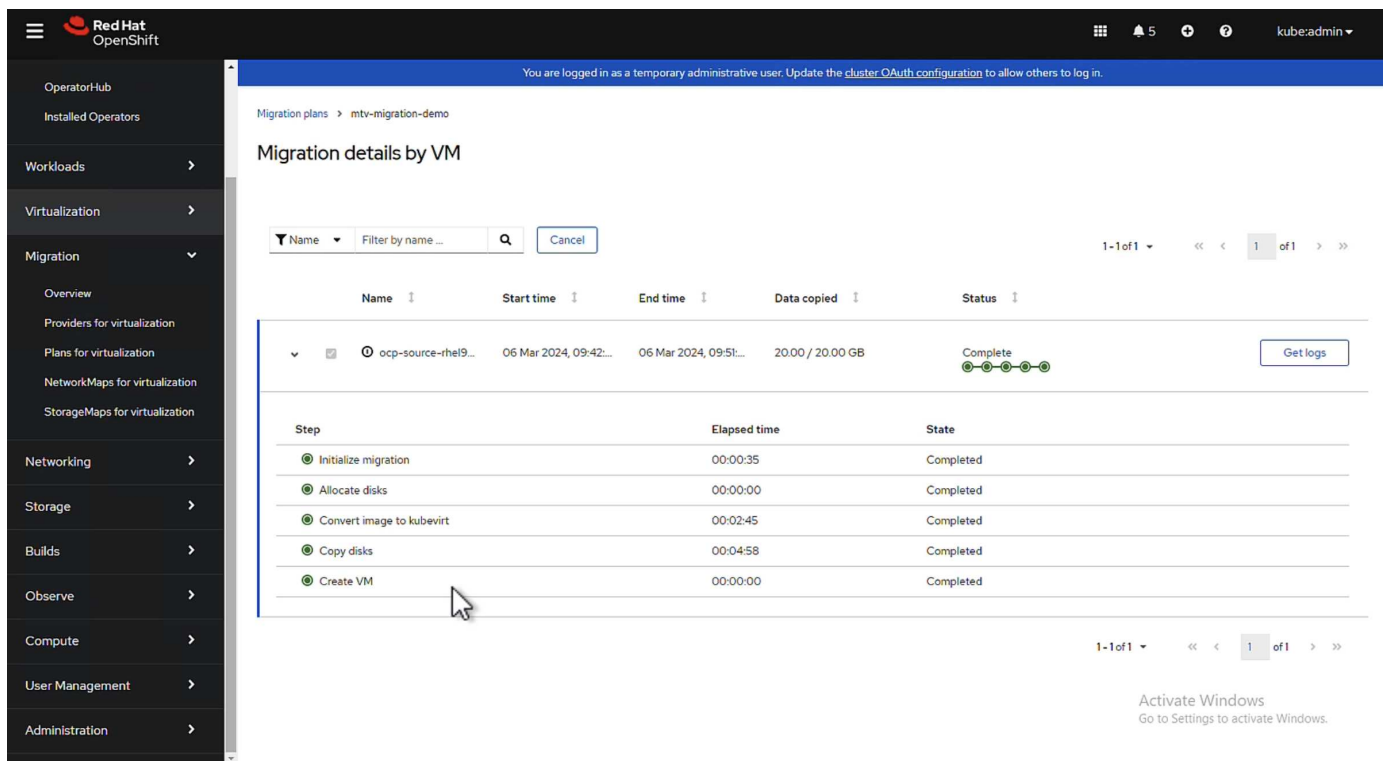 Red Hat
OpenShift
5
kube:admin
You are logged in as a temporary administrative user. Update the cluster OAuth configuration to allow others to log in.
OperatorHub
Installed Operators
Workloads
Virtualization
Migration
Overview
Providers for virtualization
Plans for virtualization
NetworkMaps for virtualization
StorageMaps for virtualization
Networking
Storage
Builds
Observe
Compute
User Management
Administration
Migration plans > mtv-migration-demo
Migration details by VM
Name Filter by name ... Cancel
1-1 of 1 << < 1 of 1 > >>
Name Start time End time Data copied Status
ocp-source-rhel9... 06 Mar 2024, 09:42:... 06 Mar 2024, 09:51:... 20.00 / 20.00 GB Complete Get logs
Step Elapsed time State
Initialize migration 00:00:35 Completed
Allocate disks 00:00:00 Completed
Convert image to kubevirt 00:02:45 Completed
Copy disks 00:04:58 Completed
Create VM 00:00:00 Completed
1-1 of 1 << < 1 of 1 > >>
Activate Windows
Go to Settings to activate Windows.